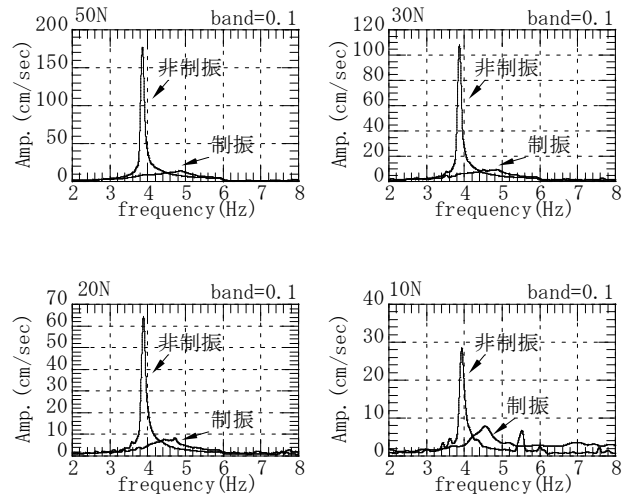 50N band=0.1
200
150
100
50
0
Amp.(cm/sec)
非制振
制振
2 3 4 5 6 7 8
frequency(Hz)
30N band=0.1
120
100
80
60
40
20
0
Amp.(cm/sec)
非制振
制振
2 3 4 5 6 7 8
frequency(Hz)
20N band=0.1
70
60
50
40
30
20
10
0
Amp.(cm/sec)
非制振
制振
2 3 4 5 6 7 8
frequency(Hz)
10N band=0.1
40
30
20
10
0
Amp.(cm/sec)
非制振
制振
2 3 4 5 6 7 8
frequency(Hz)